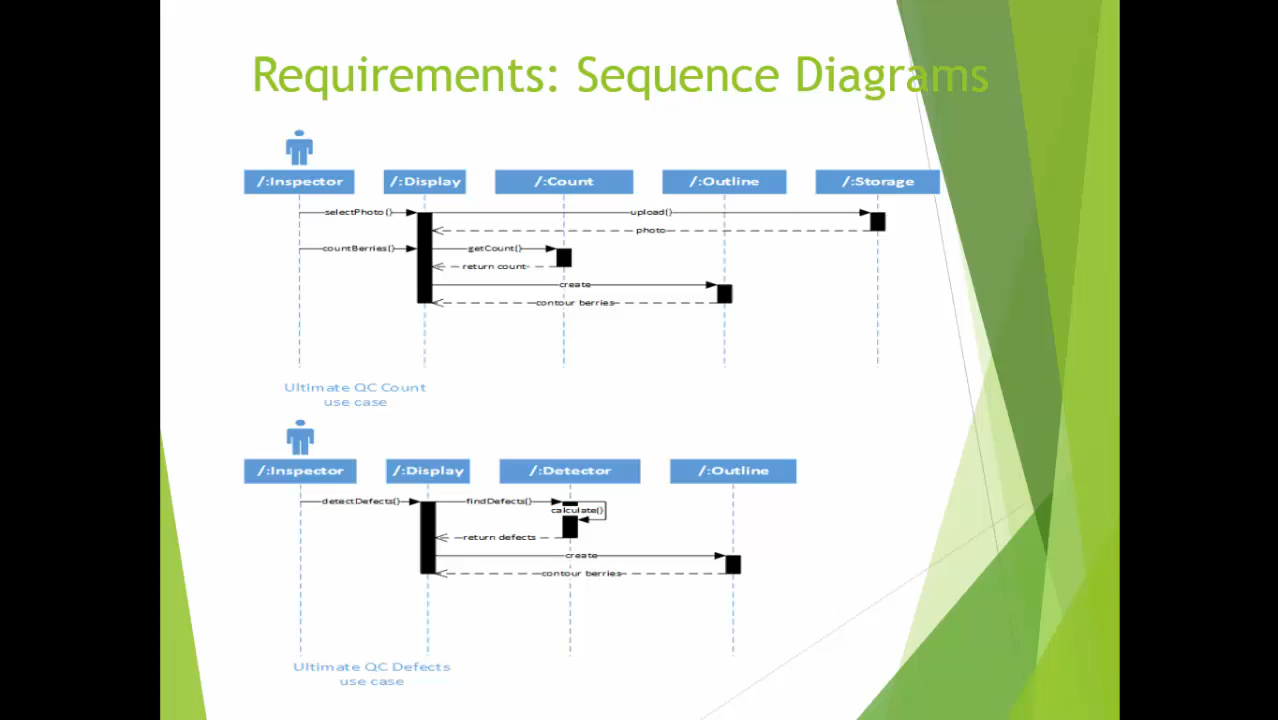 Requirements: Sequence Diagrams
/:Inspector /:Display /:Count /:Outline /:Storage
selectPhoto() upload()
photo
countBerries() getCount()
return count
create
contour berries
Ultimate QC Count
use case
/:Inspector /:Display /:Detector /:Outline
detectDefects() findDefects()
calculate()
return defects
create
contour berries
Ultimate QC Defects
use case